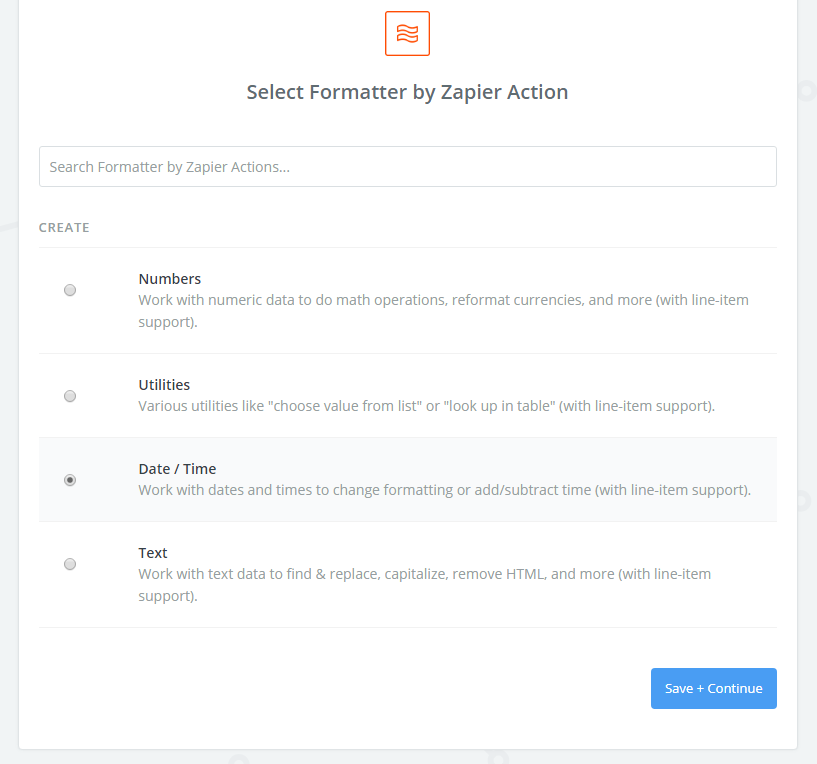 Select Formatter by Zapier Action
Search Formatter by Zapier Actions...
CREATE
Numbers
Work with numeric data to do math operations, reformat currencies, and more (with line-item
support).
Utilities
Various utilities like "choose value from list" or "look up in table" (with line-item support).
Date / Time
Work with dates and times to change formatting or add/subtract time (with line-item support).
Text
Work with text data to find & replace, capitalize, remove HTML, and more (with line-item
support).
Save + Continue